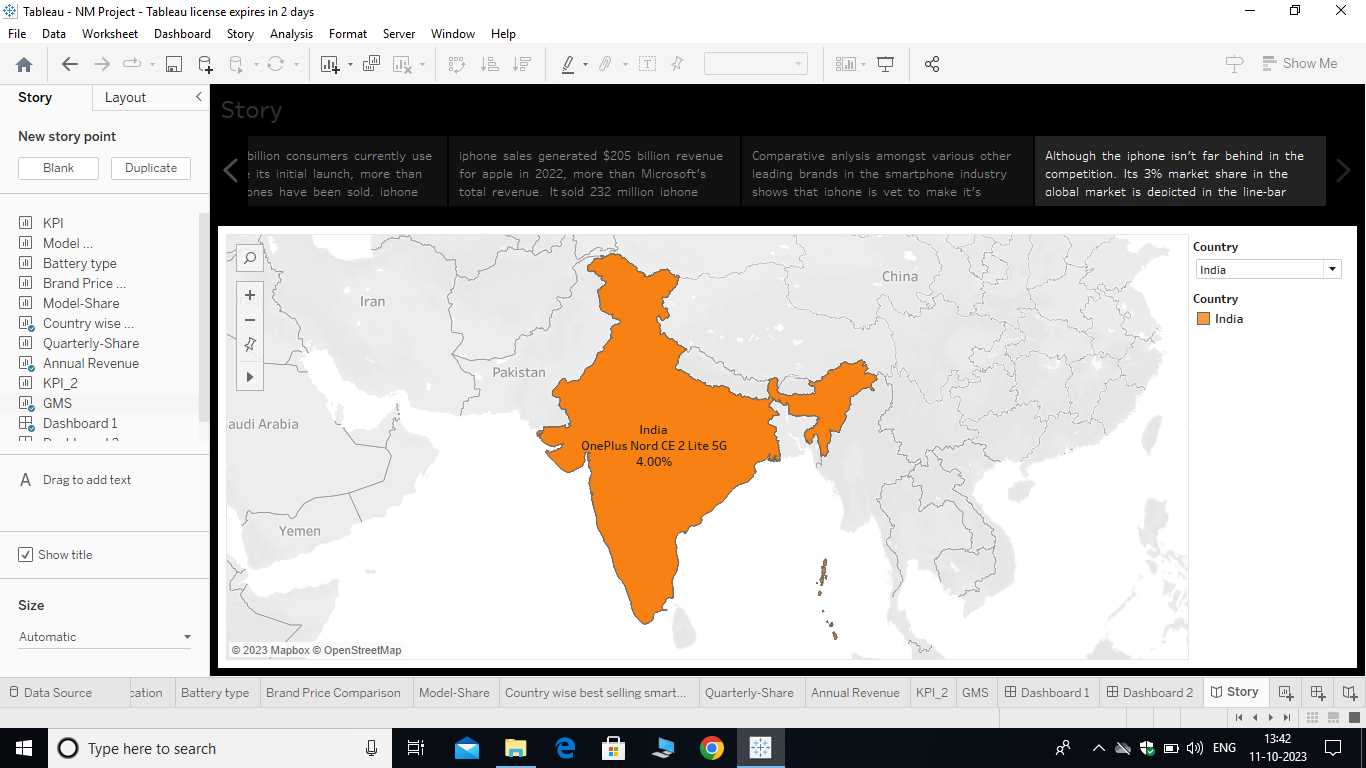 Tableau - NM Project - Tableau license expires in 2 days
File Data Worksheet Dashboard Story Analysis Format Server Window Help
Show Me
Story Layout
New story point
Blank Duplicate
KPI
Model ...
Battery type
Brand Price ...
Model-Share
Country wise ...
Quarterly-Share
Annual Revenue
KPI_2
GMS
Dashboard 1
Drag to add text
Show title
Size
Automatic
Story
billion consumers currently use
its initial launch, more than
ones have been sold. iphone
iphone sales generated $205 billion revenue
for apple in 2022, more than Microsoft's
total revenue. It sold 232 million iphone
Comparative anlysis amongst various other
leading brands in the smartphone industry
shows that iphone is yet to make it's
Although the iphone isn't far behind in the
competition. Its 3% market share in the
global market is depicted in the line-bar
Iran
China
Pakistan
audi Arabia
Yemen
India
OnePlus Nord CE 2 Lite 5G
4.00%
© 2023 Mapbox © OpenStreetMap
Country
India
Country
India
Data Source cation Battery type Brand Price Comparison Model-Share Country wise best selling smart... Quarterly-Share Annual Revenue KPI_2 GMS Dashboard 1 Dashboard 2 Story
Type here to search
ENG
13:42
11-10-2023